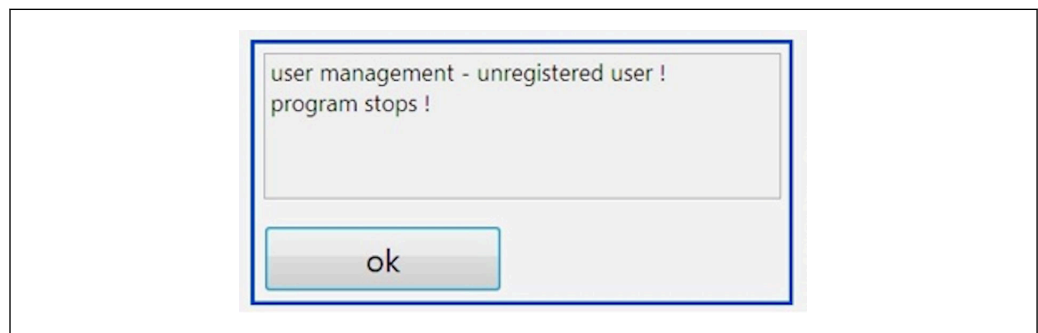 user management - unregistered user !
program stops !
ok